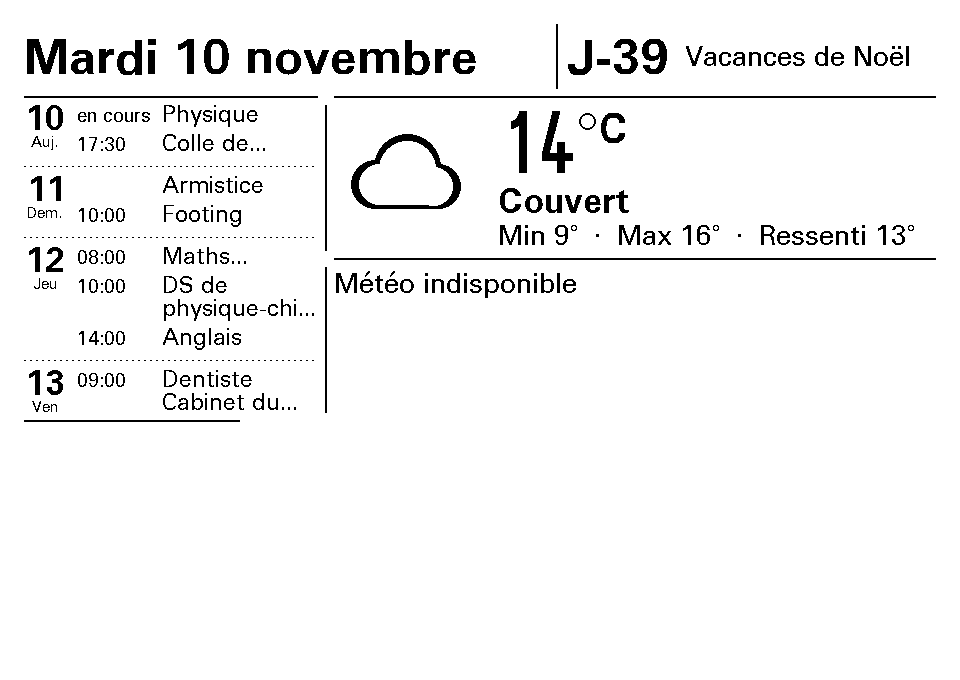 Mardi 10 novembre
J-39 Vacances de Noël
10 en cours Physique
Auj. 17:30 Colle de...
11 Armistice
Dem. 10:00 Footing
12 08:00 Maths...
Jeu 10:00 DS de
physique-chi...
14:00 Anglais
13 09:00 Dentiste
Ven Cabinet du...
14 °C
Couvert
Min 9° · Max 16° · Ressenti 13°
Météo indisponible